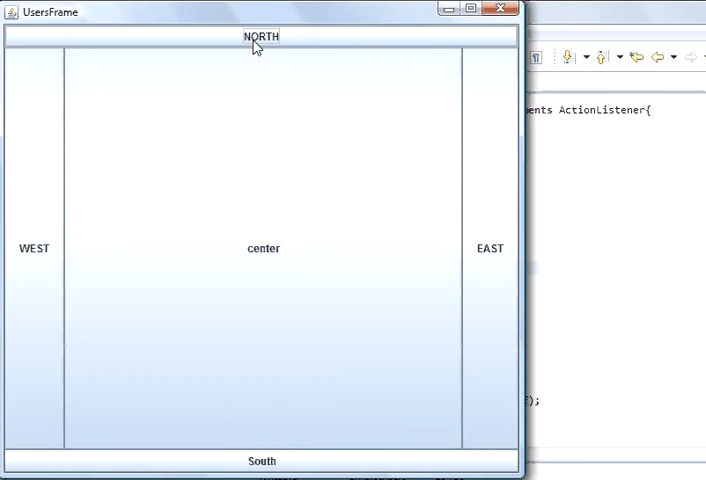 UsersFrame
NORTH
ents ActionListener{
WEST
center
EAST
);
South